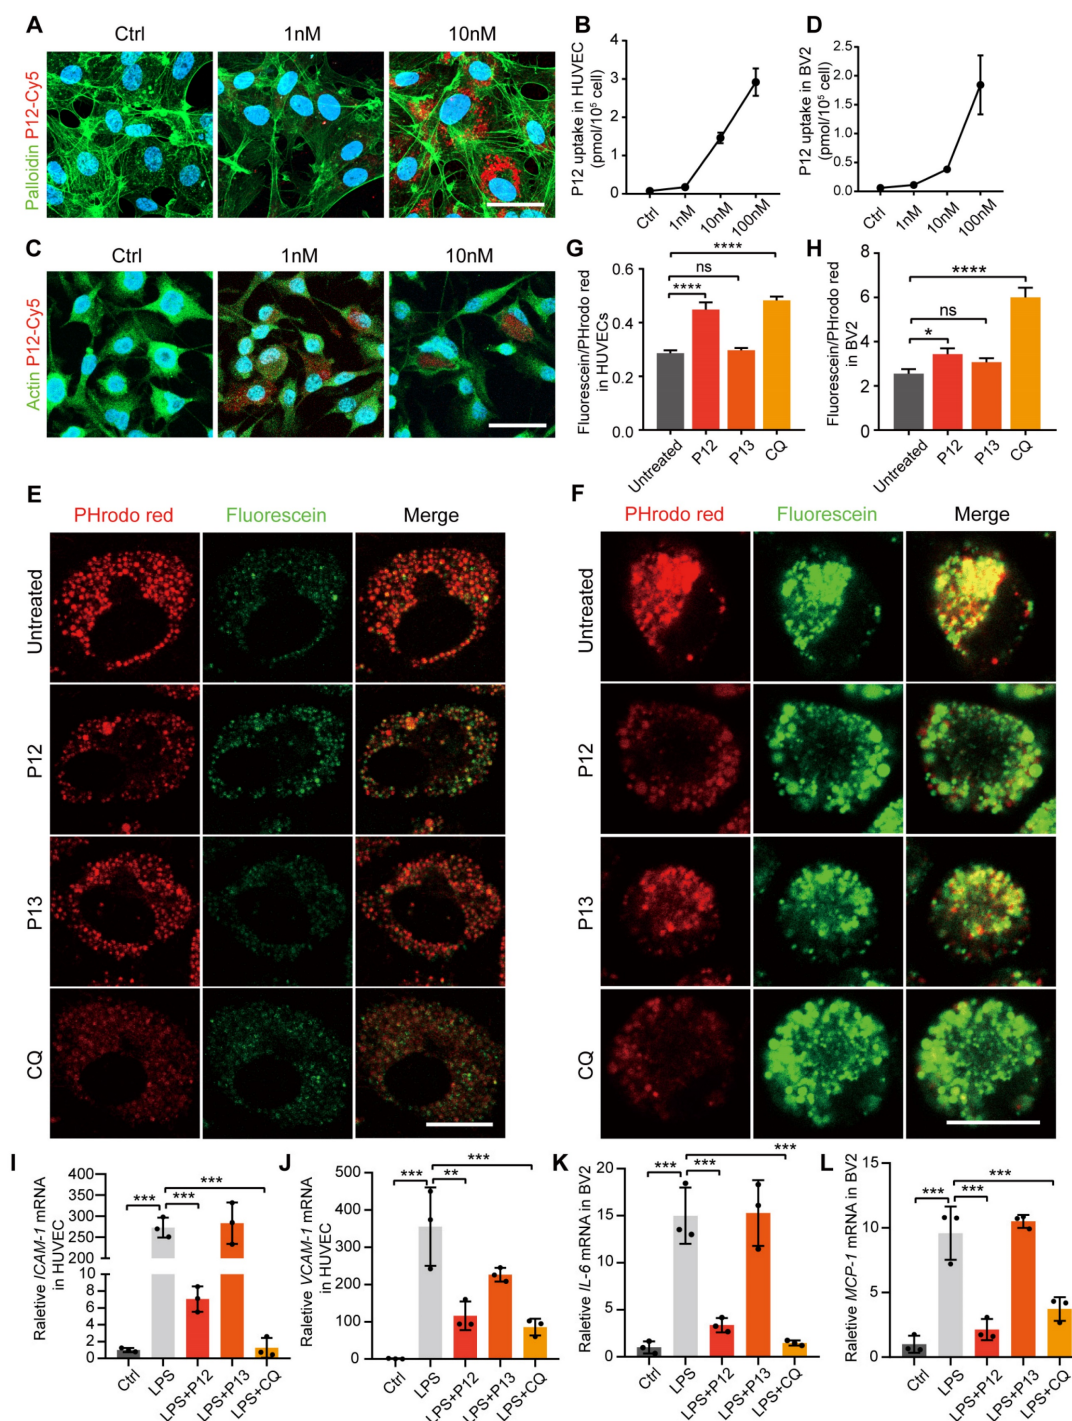 A
Ctrl
1nM
10nM
Palloidin P12-Cy5
B
P12 uptake in HUVEC
(pmol/10⁵ cell)
4
3
2
1
0
Ctrl
1nM
10nM
100nM
D
P12 uptake in BV2
(pmol/10⁵ cell)
2.0
1.5
1.0
0.5
0.0
Ctrl
1nM
10nM
100nM
C
Ctrl
1nM
10nM
Actin P12-Cy5
G
Fluorescein/PHrodo red
in HUVECs
0.6
0.4
0.2
0.0
****
ns
****
Untreated
P12
P13
CQ
H
Fluorescein/PHrodo red
in BV2
8
6
4
2
0
****
ns
*
Untreated
P12
P13
CQ
E
PHrodo red
Fluorescein
Merge
Untreated
P12
P13
CQ
F
PHrodo red
Fluorescein
Merge
Untreated
P12
P13
CQ
I
Raletive ICAM-1 mRNA
in HUVEC
350
300
250
200
150
100
8
6
4
2
0
***
***
***
Ctrl
LPS
LPS+P12
LPS+P13
LPS+CQ
J
Raletive VCAM-1 mRNA
in HUVEC
500
400
300
200
100
0
***
**
***
Ctrl
LPS
LPS+P12
LPS+P13
LPS+CQ
K
Raletive IL-6 mRNA in BV2
20
15
10
5
0
***
***
***
Ctrl
LPS
LPS+P12
LPS+P13
LPS+CQ
L
Raletive MCP-1 mRNA in BV2
15
10
5
0
***
***
***
Ctrl
LPS
LPS+P12
LPS+P13
LPS+CQ